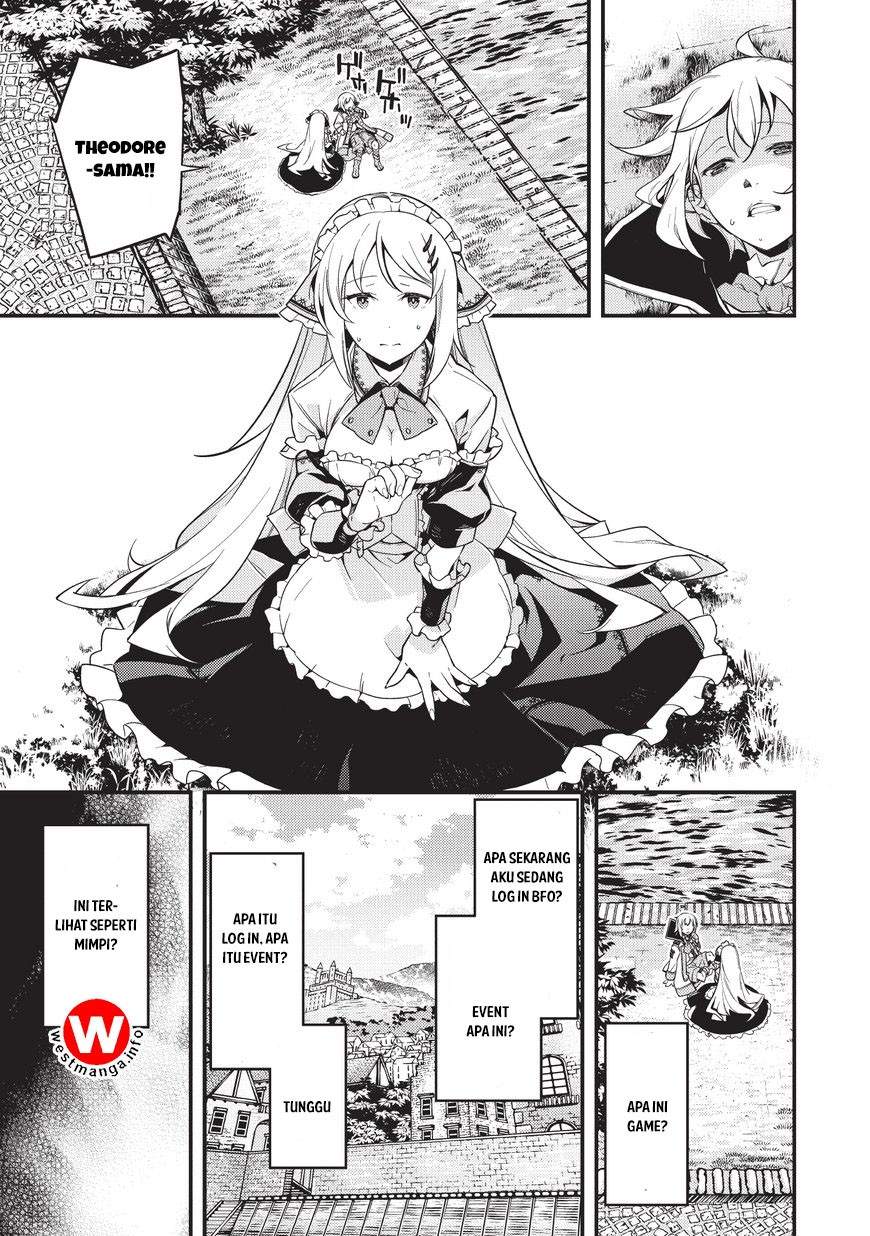 ゲホッ
ゲホッ
THEODORE
-SAMA!!
APA INI
GAME?
APA SEKARANG
AKU SEDANG
LOG IN BFO?
EVENT
APA INI?
APA ITU
LOG IN, APA
ITU EVENT?
TUNGGU
INI TER-
LIHAT SEPERTI
MIMPI?
W
westmanga.info